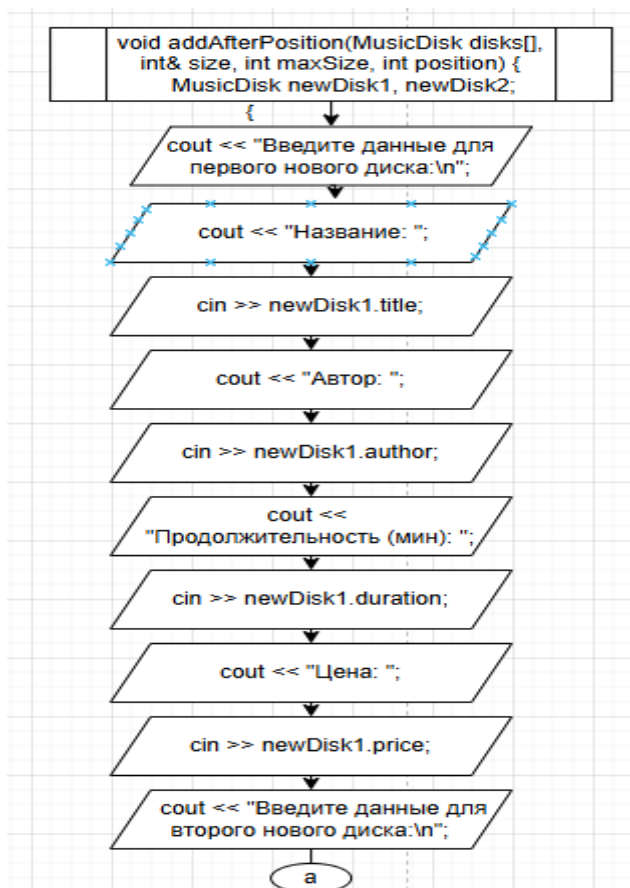 void addAfterPosition(MusicDisk disks[],
int& size, int maxSize, int position) {
MusicDisk newDisk1, newDisk2;
{
cout << "Введите данные для
первого нового диска:\n";
cout << "Название: ";
cin >> newDisk1.title;
cout << "Автор: ";
cin >> newDisk1.author;
cout <<
"Продолжительность (мин): ";
cin >> newDisk1.duration;
cout << "Цена: ";
cin >> newDisk1.price;
cout << "Введите данные для
второго нового диска:\n";
a